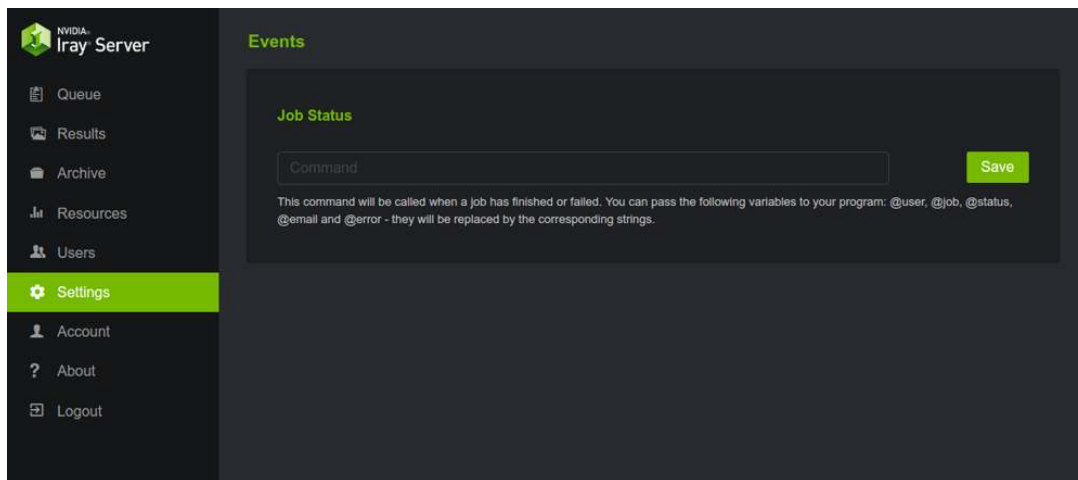 NVIDIA.
Iray Server
Queue
Results
Archive
Resources
Users
Settings
Account
About
Logout
Events
Job Status
Command
Save
This command will be called when a job has finished or failed. You can pass the following variables to your program: @user, @job, @status,
@email and @error - they will be replaced by the corresponding strings.